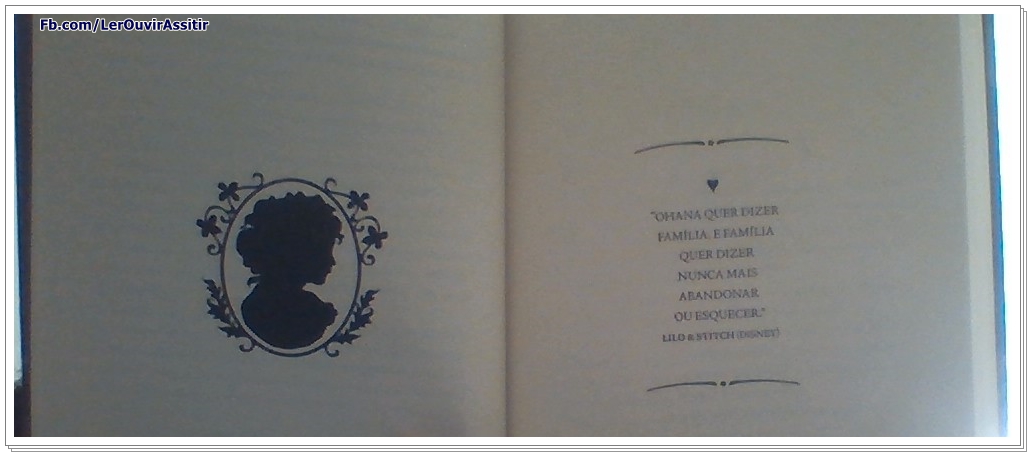 Fb.com/LerOuvirAssitir
"OHANA QUER DIZER
FAMÍLIA. E FAMÍLIA
QUER DIZER
NUNCA MAIS
ABANDONAR
OU ESQUECER."
LILO & STITCH (DISNEY)